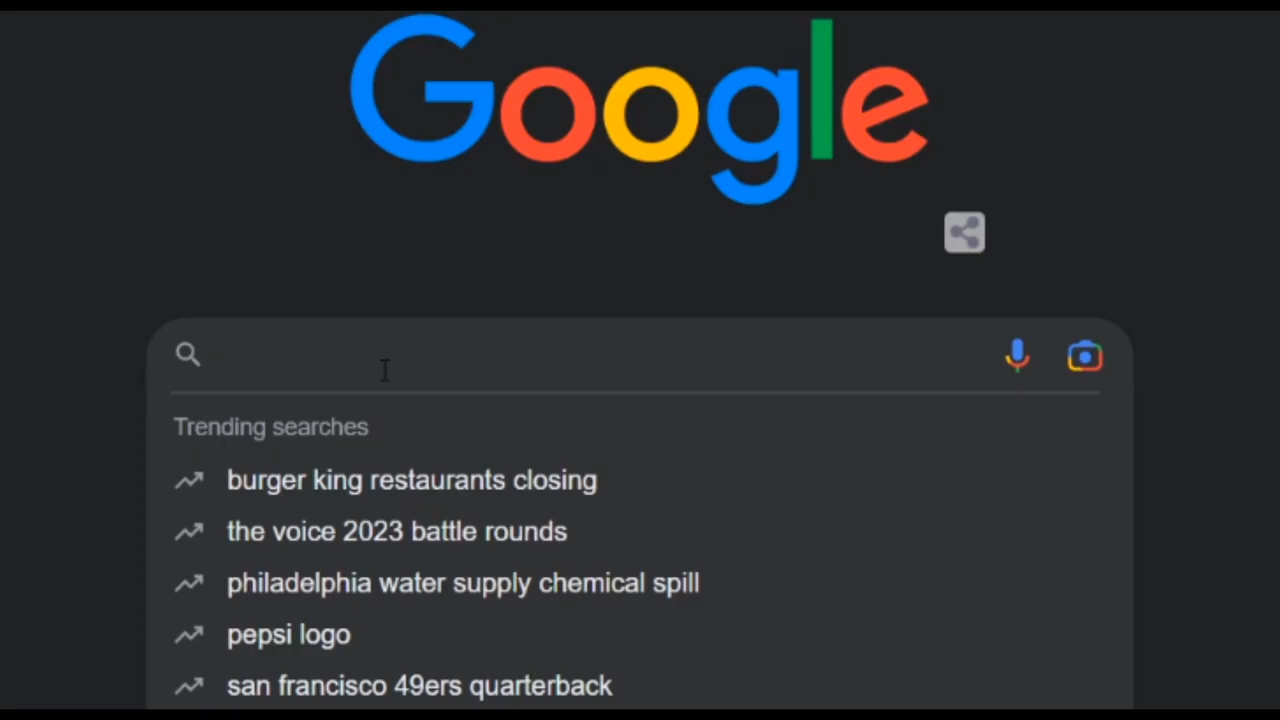 Google
Trending searches
burger king restaurants closing
the voice 2023 battle rounds
philadelphia water supply chemical spill
pepsi logo
san francisco 49ers quarterback